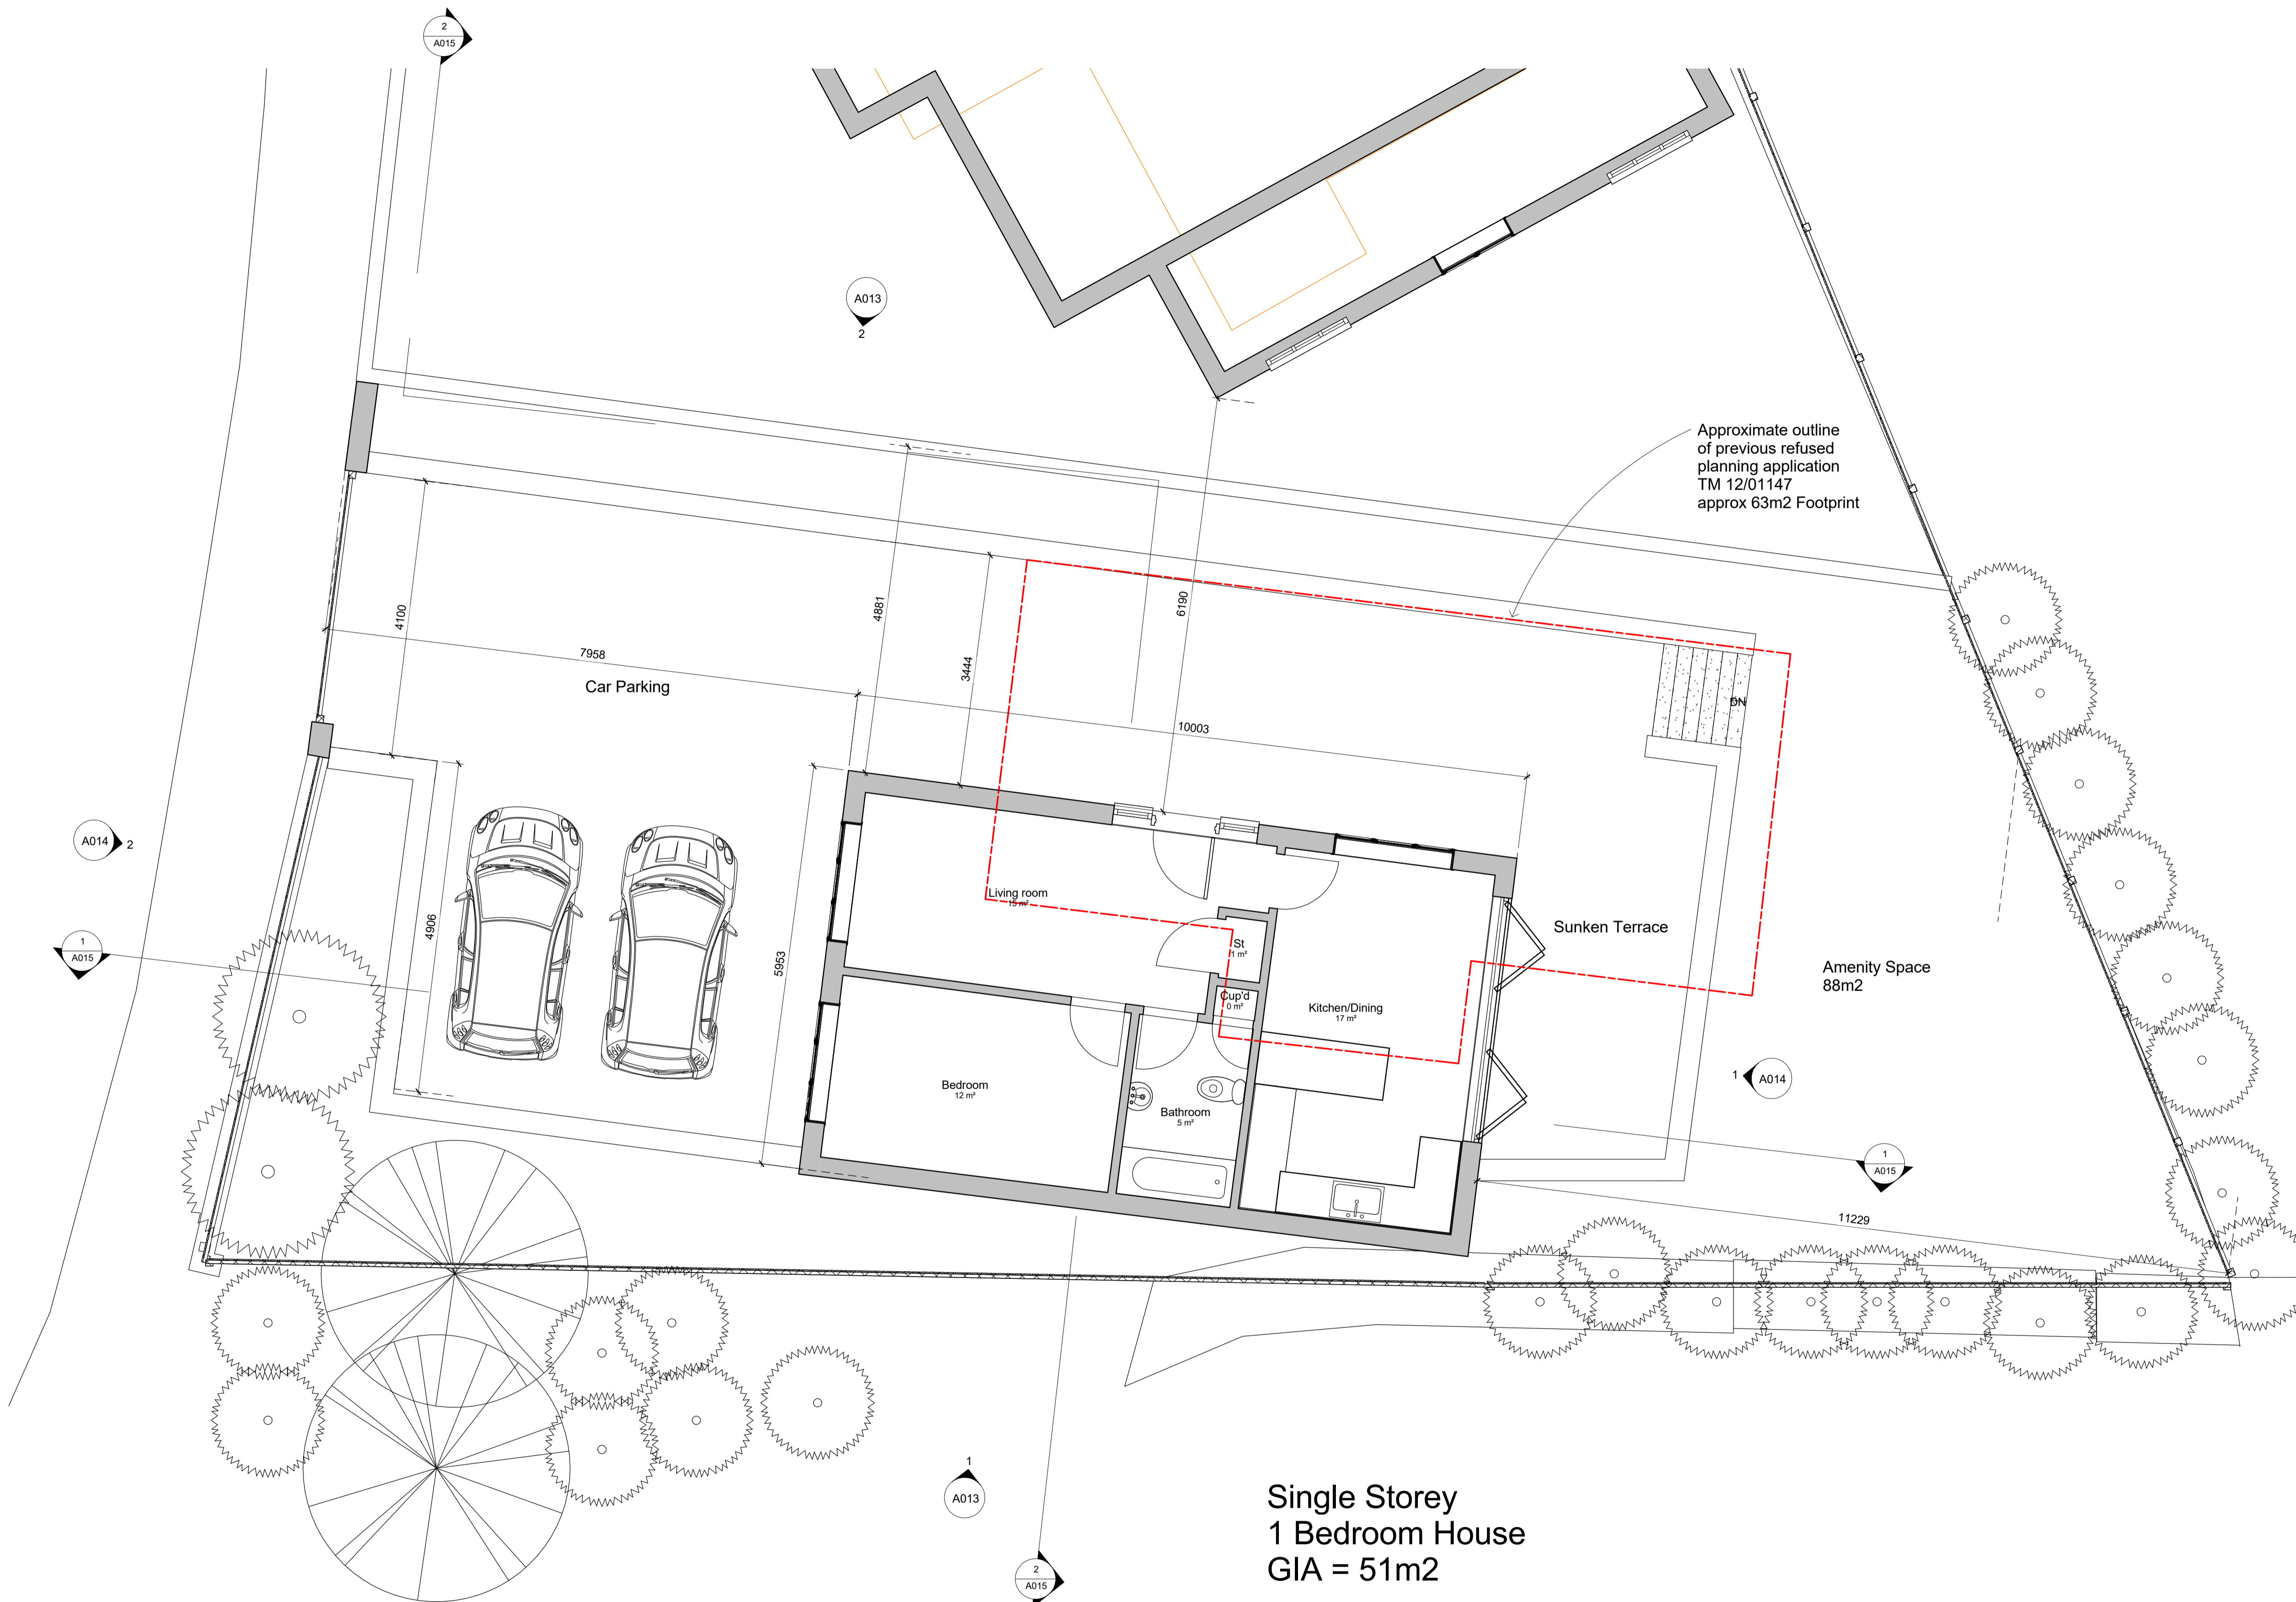 2
A015
A013
2
Approximate outline
of previous refused
planning application
TM 12/01147
approx 63m2 Footprint
4100
4881
6190
3444
7958
Car Parking
10003
DN
A014
2
4906
5953
Living room
15 m²
Sunken Terrace
1
A015
St
1 m²
Amenity Space
88m2
Cup'd
0 m²
Kitchen/Dining
17 m²
Bedroom
12 m²
1
A014
Bathroom
5 m²
1
A015
11229
1
A013
Single Storey
1 Bedroom House
GIA = 51m2
2
A015